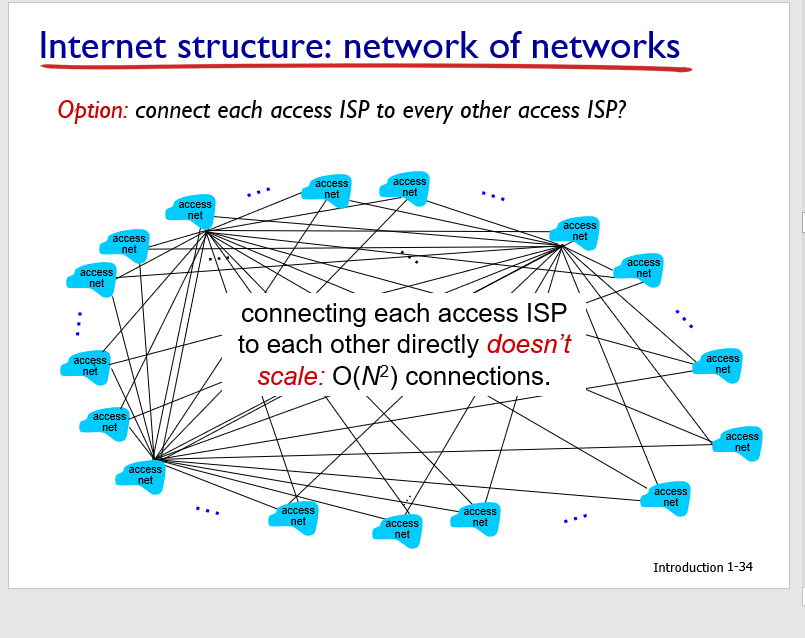 Internet structure: network of networks
Option: connect each access ISP to every other access ISP?
access
net
access
net
access
net
access
net
access
net
access
net
access
net
connecting each access ISP
to each other directly doesn't
scale: O(N²) connections.
access
net
access
net
access
net
access
net
access
net
access
net
access
net
access
net
access
net
Introduction 1-34